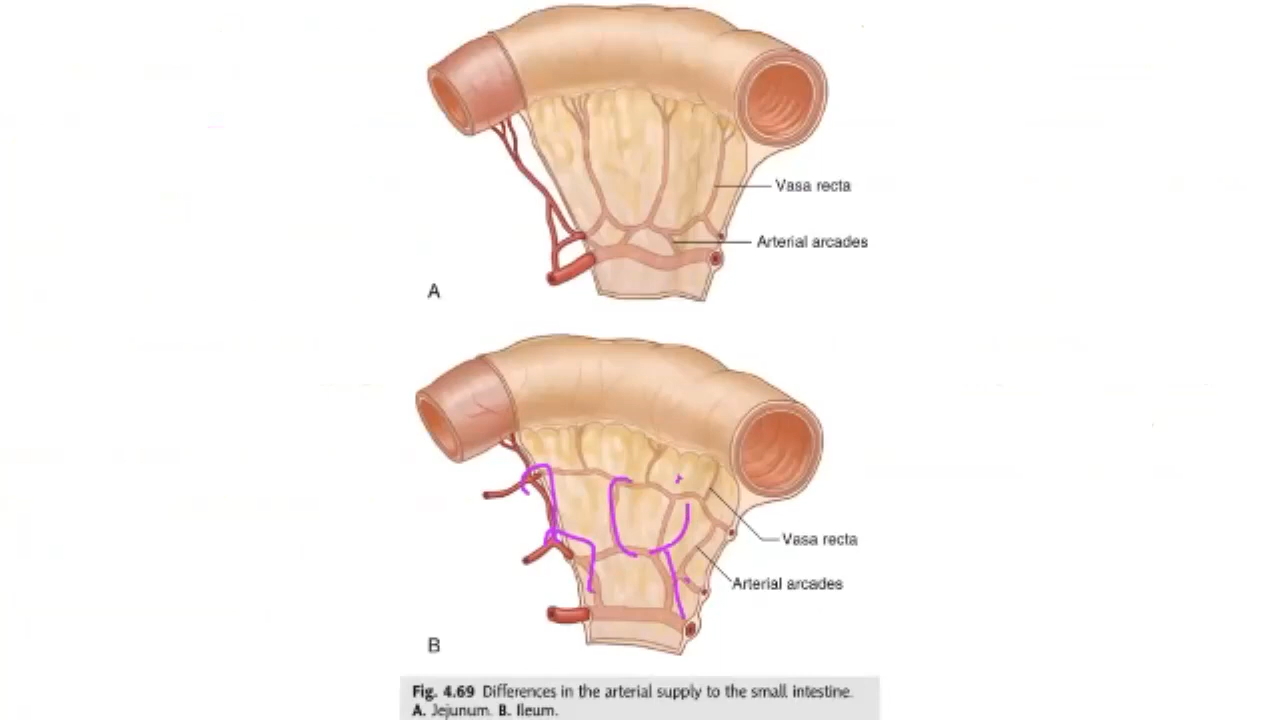 Vasa recta
Arterial arcades
A
Vasa recta
Arterial arcades
B
Fig. 4.69 Differences in the arterial supply to the small intestine.
A. Jejunum. B. Ileum.